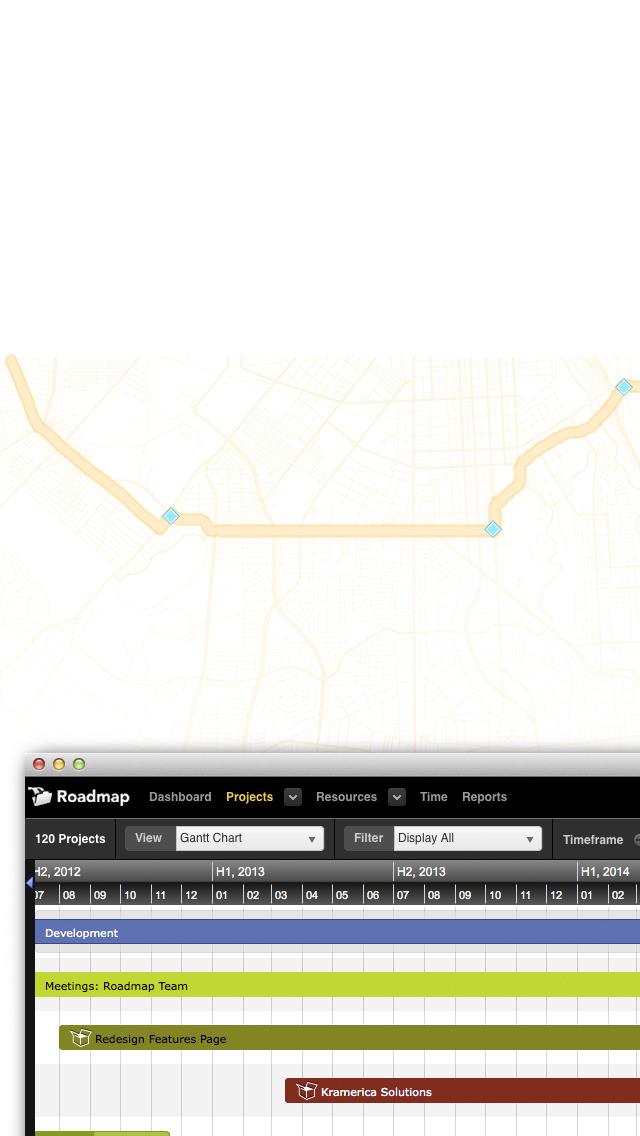 Roadmap Dashboard Projects Resources Time Reports
120 Projects View Gantt Chart Filter Display All Timeframe
H2, 2012 H1, 2013 H2, 2013 H1, 2014
07 08 09 10 11 12 01 02 03 04 05 06 07 08 09 10 11 12 01 02
Development
Meetings: Roadmap Team
Redesign Features Page
Kramerica Solutions